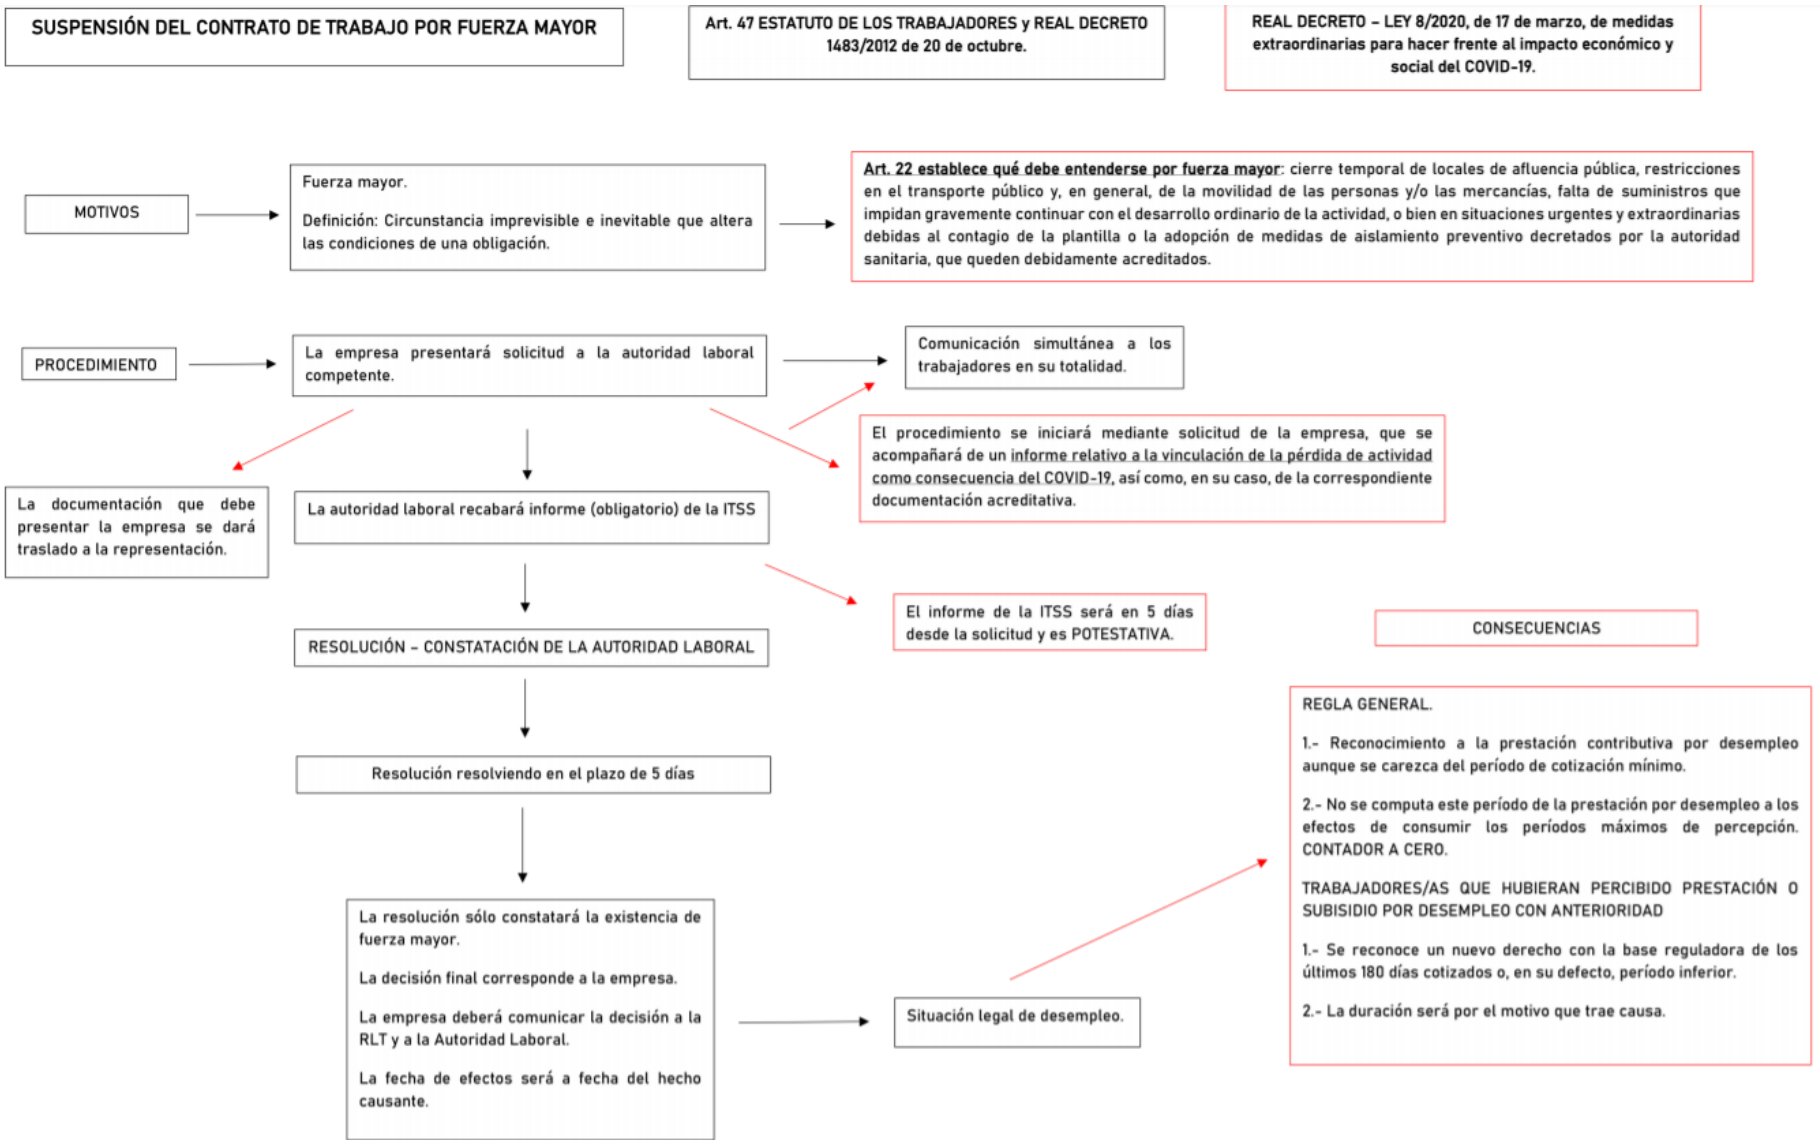 SUSPENSIÓN DEL CONTRATO DE TRABAJO POR FUERZA MAYOR
Art. 47 ESTATUTO DE LOS TRABAJADORES y REAL DECRETO
1483/2012 de 20 de octubre.
REAL DECRETO – LEY 8/2020, de 17 de marzo, de medidas
extraordinarias para hacer frente al impacto económico y
social del COVID-19.
MOTIVOS
Fuerza mayor.
Definición: Circunstancia imprevisible e inevitable que altera
las condiciones de una obligación.
Art. 22 establece qué debe entenderse por fuerza mayor: cierre temporal de locales de afluencia pública, restricciones
en el transporte público y, en general, de la movilidad de las personas y/o las mercancías, falta de suministros que
impidan gravemente continuar con el desarrollo ordinario de la actividad, o bien en situaciones urgentes y extraordinarias
debidas al contagio de la plantilla o la adopción de medidas de aislamiento preventivo decretados por la autoridad
sanitaria, que queden debidamente acreditados.
PROCEDIMIENTO
La empresa presentará solicitud a la autoridad laboral
competente.
Comunicación simultánea a los
trabajadores en su totalidad.
El procedimiento se iniciará mediante solicitud de la empresa, que se
acompañará de un informe relativo a la vinculación de la pérdida de actividad
como consecuencia del COVID-19, así como, en su caso, de la correspondiente
documentación acreditativa.
La documentación que debe
presentar la empresa se dará
traslado a la representación.
La autoridad laboral recabará informe (obligatorio) de la ITSS
El informe de la ITSS será en 5 días
desde la solicitud y es POTESTATIVA.
RESOLUCIÓN – CONSTATACIÓN DE LA AUTORIDAD LABORAL
Resolución resolviendo en el plazo de 5 días
La resolución sólo constatará la existencia de
fuerza mayor.
La decisión final corresponde a la empresa.
La empresa deberá comunicar la decisión a la
RLT y a la Autoridad Laboral.
La fecha de efectos será a fecha del hecho
causante.
Situación legal de desempleo.
CONSECUENCIAS
REGLA GENERAL.
1.- Reconocimiento a la prestación contributiva por desempleo
aunque se carezca del período de cotización mínimo.
2.- No se computa este período de la prestación por desempleo a los
efectos de consumir los períodos máximos de percepción.
CONTADOR A CERO.
TRABAJADORES/AS QUE HUBIERAN PERCIBIDO PRESTACIÓN O
SUBISIDIO POR DESEMPLEO CON ANTERIORIDAD
1.- Se reconoce un nuevo derecho con la base reguladora de los
últimos 180 días cotizados o, en su defecto, período inferior.
2.- La duración será por el motivo que trae causa.